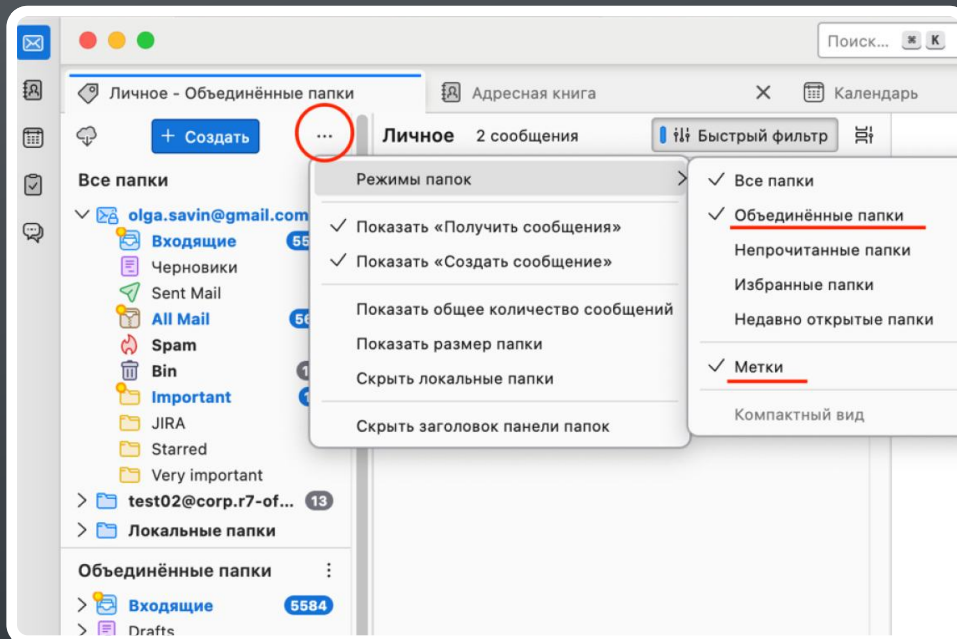 Поиск... ⌘ K
Личное - Объединённые папки
Адресная книга
Календарь
+ Создать
...
Личное 2 сообщения
Быстрый фильтр
Все папки
olga.savin@gmail.com
Входящие
Черновики
Sent Mail
All Mail
Spam
Bin
Important
JIRA
Starred
Very important
test02@corp.r7-of... 13
Локальные папки
Объединённые папки
Входящие 5584
Drafts
Режимы папок
Показать «Получить сообщения»
Показать «Создать сообщение»
Показать общее количество сообщений
Показать размер папки
Скрыть локальные папки
Скрыть заголовок панели папок
Все папки
Объединённые папки
Непрочитанные папки
Избранные папки
Недавно открытые папки
Метки
Компактный вид